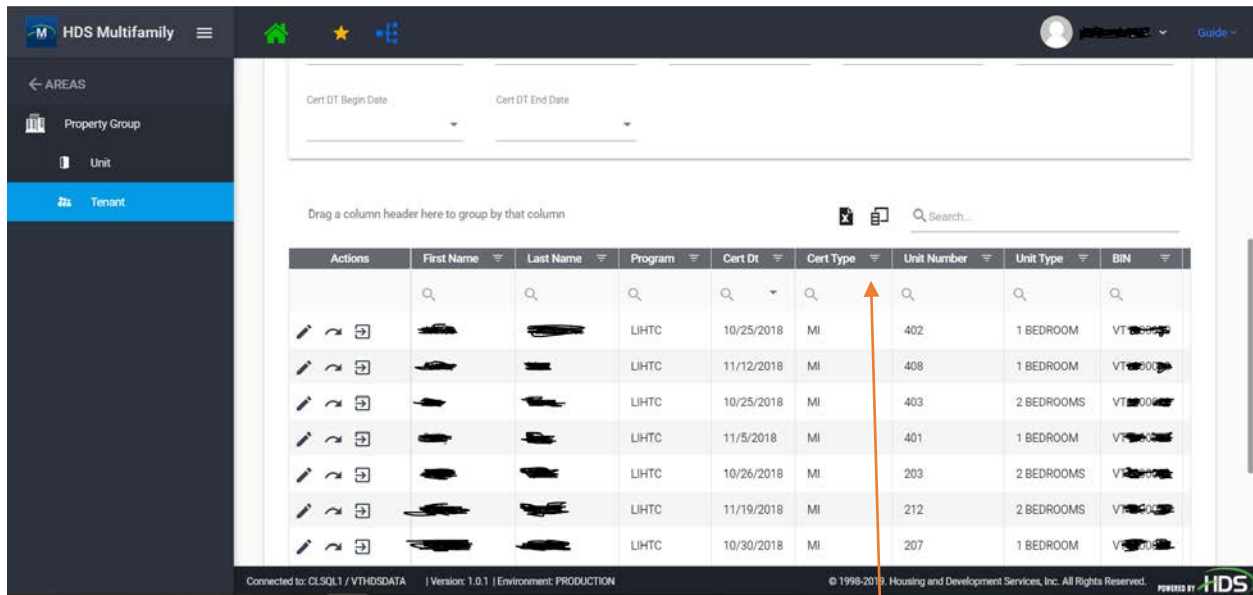 M HDS Multifamily
Guide
AREAS
Property Group
Unit
Tenant
Cert DT Begin Date Cert DT End Date
Drag a column header here to group by that column Search...
Actions First Name Last Name Program Cert Dt Cert Type Unit Number Unit Type BIN
LIHTC 10/25/2018 MI 402 1 BEDROOM VT
LIHTC 11/12/2018 MI 408 1 BEDROOM VT
LIHTC 10/25/2018 MI 403 2 BEDROOMS VT
LIHTC 11/5/2018 MI 401 1 BEDROOM VT
LIHTC 10/26/2018 MI 203 2 BEDROOMS
LIHTC 11/19/2018 MI 212 2 BEDROOMS
LIHTC 10/30/2018 MI 207 1 BEDROOM
Connected to: CLSQL1 / VTHDSDATA | Version: 1.0.1 | Environment: PRODUCTION © 1998-2019. Housing and Development Services, Inc. All Rights Reserved. POWERED BY HDS